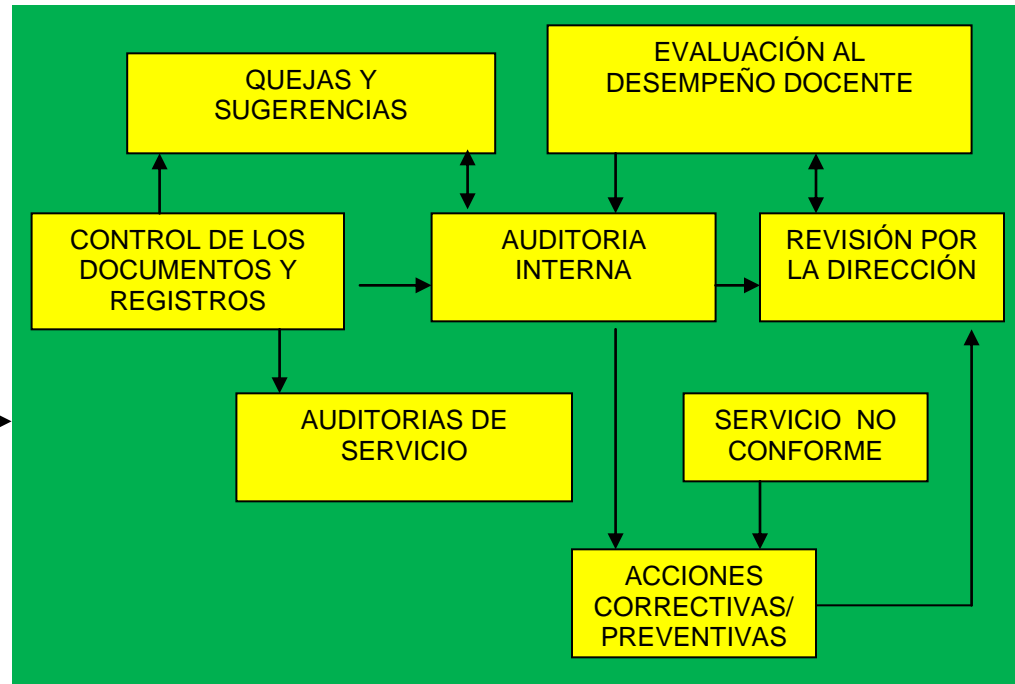 QUEJAS Y
SUGERENCIAS
EVALUACIÓN AL
DESEMPEÑO DOCENTE
CONTROL DE LOS
DOCUMENTOS Y
REGISTROS
AUDITORIA
INTERNA
REVISIÓN POR
LA DIRECCIÓN
AUDITORIAS DE
SERVICIO
SERVICIO NO
CONFORME
ACCIONES
CORRECTIVAS/
PREVENTIVAS